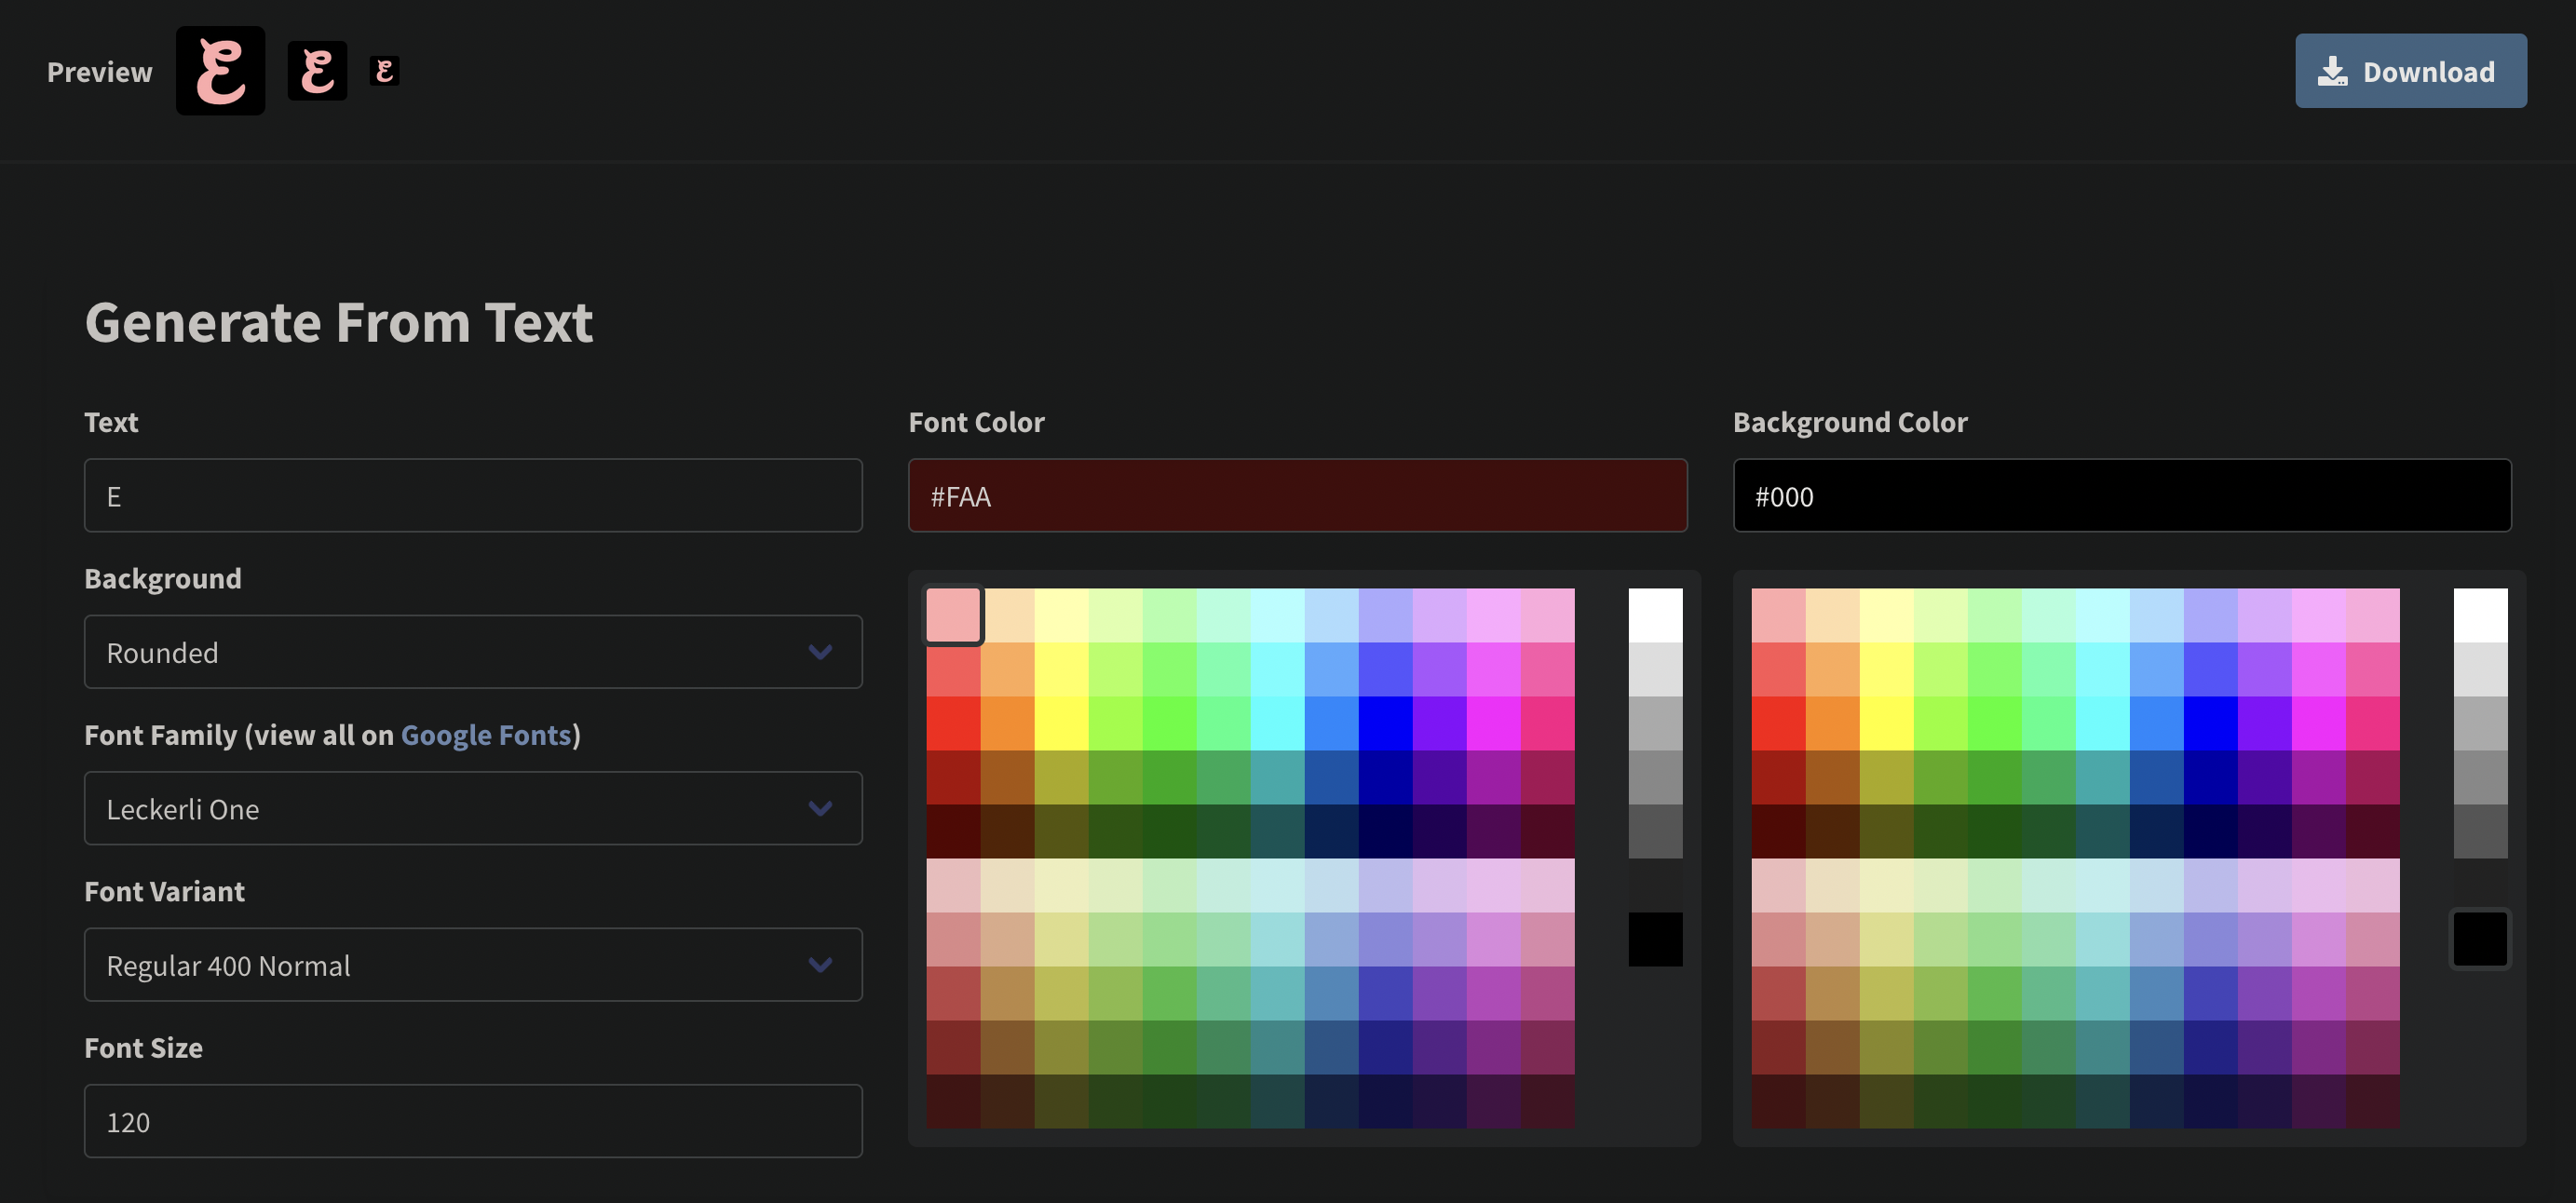 Preview
E
E
E
Download
Generate From Text
Text
Font Color
Background Color
E
#FAA
#000
Background
Rounded
Font Family (view all on Google Fonts)
Leckerli One
Font Variant
Regular 400 Normal
Font Size
120